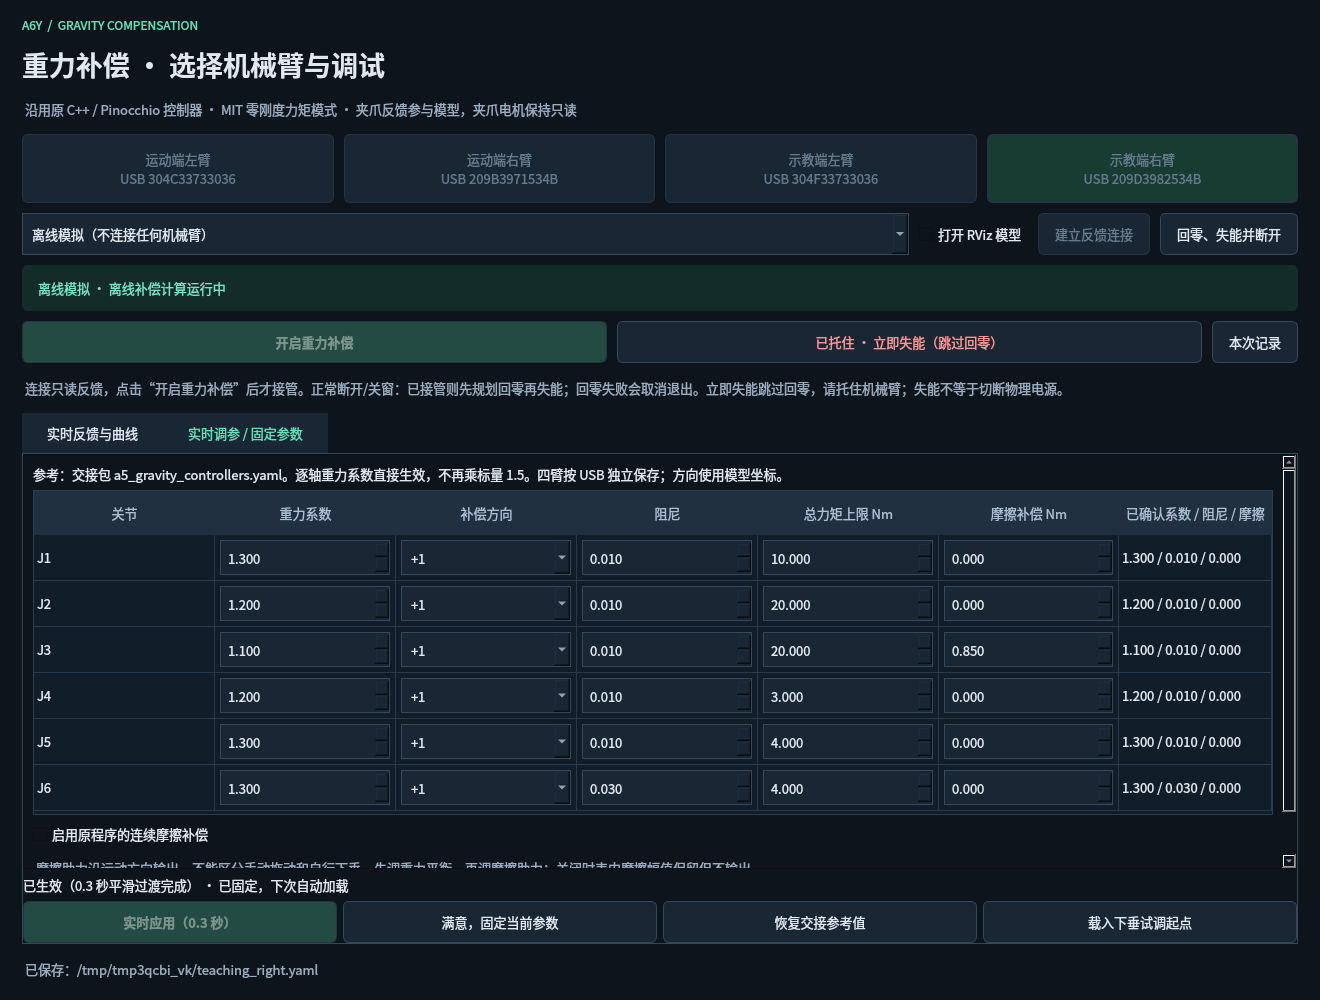 A6Y / GRAVITY COMPENSATION
重力补偿 · 选择机械臂与调试
沿用原 C++ / Pinocchio 控制器 · MIT 零刚度力矩模式 · 夹爪反馈参与模型，夹爪电机保持只读
运动端左臂
USB 304C33733036
运动端右臂
USB 209B3971534B
示教端左臂
USB 304F33733036
示教端右臂
USB 209D3982534B
离线模拟（不连接任何机械臂） 打开 RViz 模型 建立反馈连接 回零、失能并断开
离线模拟 · 离线补偿计算运行中
开启重力补偿 已托住 · 立即失能（跳过回零） 本次记录
连接只读反馈，点击“开启重力补偿”后才接管。正常断开/关窗：已接管则先规划回零再失能；回零失败会取消退出。立即失能跳过回零，请托住机械臂；失能不等于切断物理电源。
实时反馈与曲线 实时调参 / 固定参数
参考：交接包 a5_gravity_controllers.yaml。逐轴重力系数直接生效，不再乘标量 1.5。四臂按 USB 独立保存；方向使用模型坐标。
关节 重力系数 补偿方向 阻尼 总力矩上限 Nm 摩擦补偿 Nm 已确认系数 / 阻尼 / 摩擦
J1 1.300 +1 0.010 10.000 0.000 1.300 / 0.010 / 0.000
J2 1.200 +1 0.010 20.000 0.000 1.200 / 0.010 / 0.000
J3 1.100 +1 0.010 20.000 0.850 1.100 / 0.010 / 0.000
J4 1.200 +1 0.010 3.000 0.000 1.200 / 0.010 / 0.000
J5 1.300 +1 0.010 4.000 0.000 1.300 / 0.010 / 0.000
J6 1.300 +1 0.030 4.000 0.000 1.300 / 0.030 / 0.000
启用原程序的连续摩擦补偿
已生效（0.3 秒平滑过渡完成） · 已固定，下次自动加载
实时应用（0.3 秒） 满意，固定当前参数 恢复交接参考值 载入下垂试调起点
已保存：/tmp/tmp3qcbi_vk/teaching_right.yaml